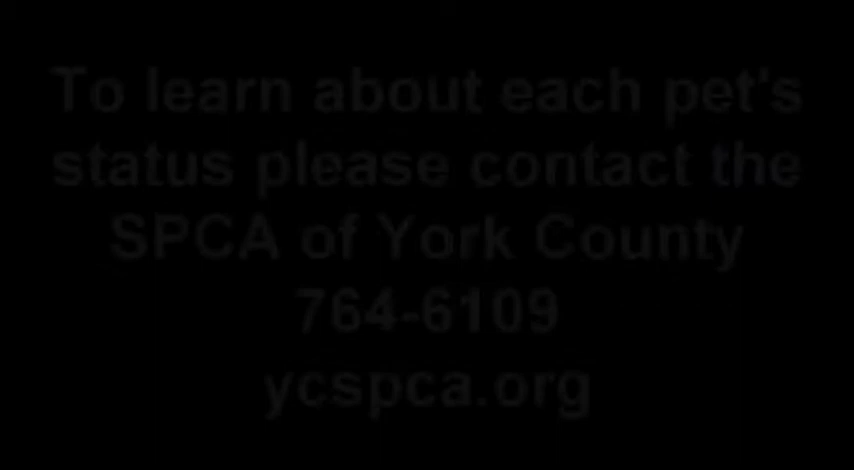 To learn about each pet's
status please contact the
SPCA of York County
764-6109
ycspca.org